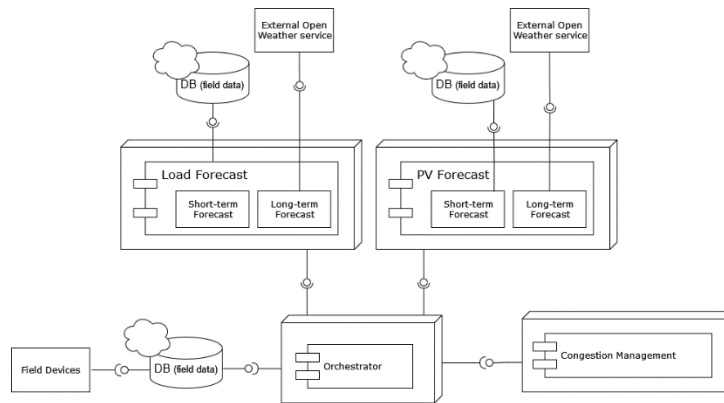 External Open
Weather service
External Open
Weather service
DB (field data)
DB (field data)
Load Forecast
Short-term
Forecast
Long-term
Forecast
PV Forecast
Short-term
Forecast
Long-term
Forecast
Field Devices
DB (field data)
Orchestrator
Congestion Management